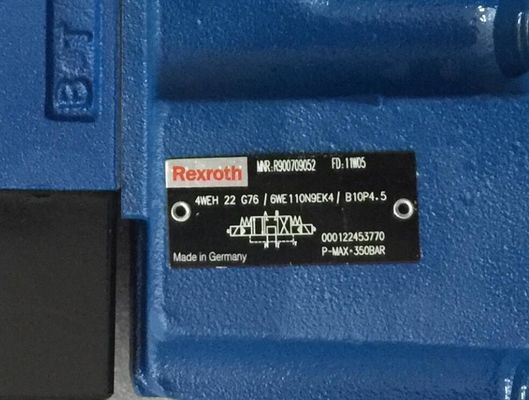 B T
Rexroth MNR:R900709052 FD:11W05
4WEH 22 G76 / 6WE110N9EK4 / B10P4.5
000122453770
P-MAX-350BAR
Made in Germany